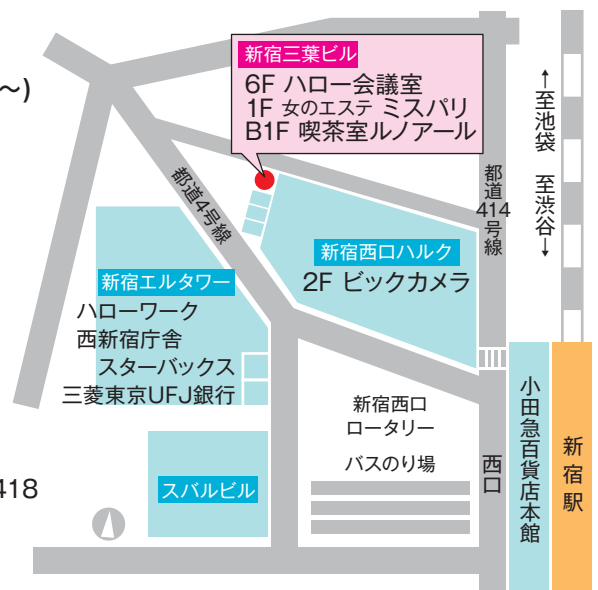 ～)
新宿三葉ビル
6F ハロー会議室
1F 女のエステ ミスパリ
B1F 喫茶室ルノアール
←至池袋 至渋谷→
都道
414
号線
都道4号線
新宿西口ハルク
2F ビックカメラ
新宿エルタワー
ハローワーク
西新宿庁舎
スターバックス
三菱東京UFJ銀行
新宿西口
ロータリー
バスのり場
西口
小田急百貨店本館
新宿駅
スバルビル
418